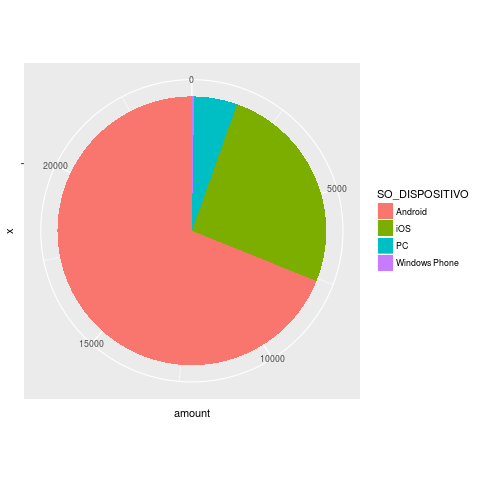 0
5000
10000
15000
20000
x
amount
SO_DISPOSITIVO
Android
iOS
PC
Windows Phone